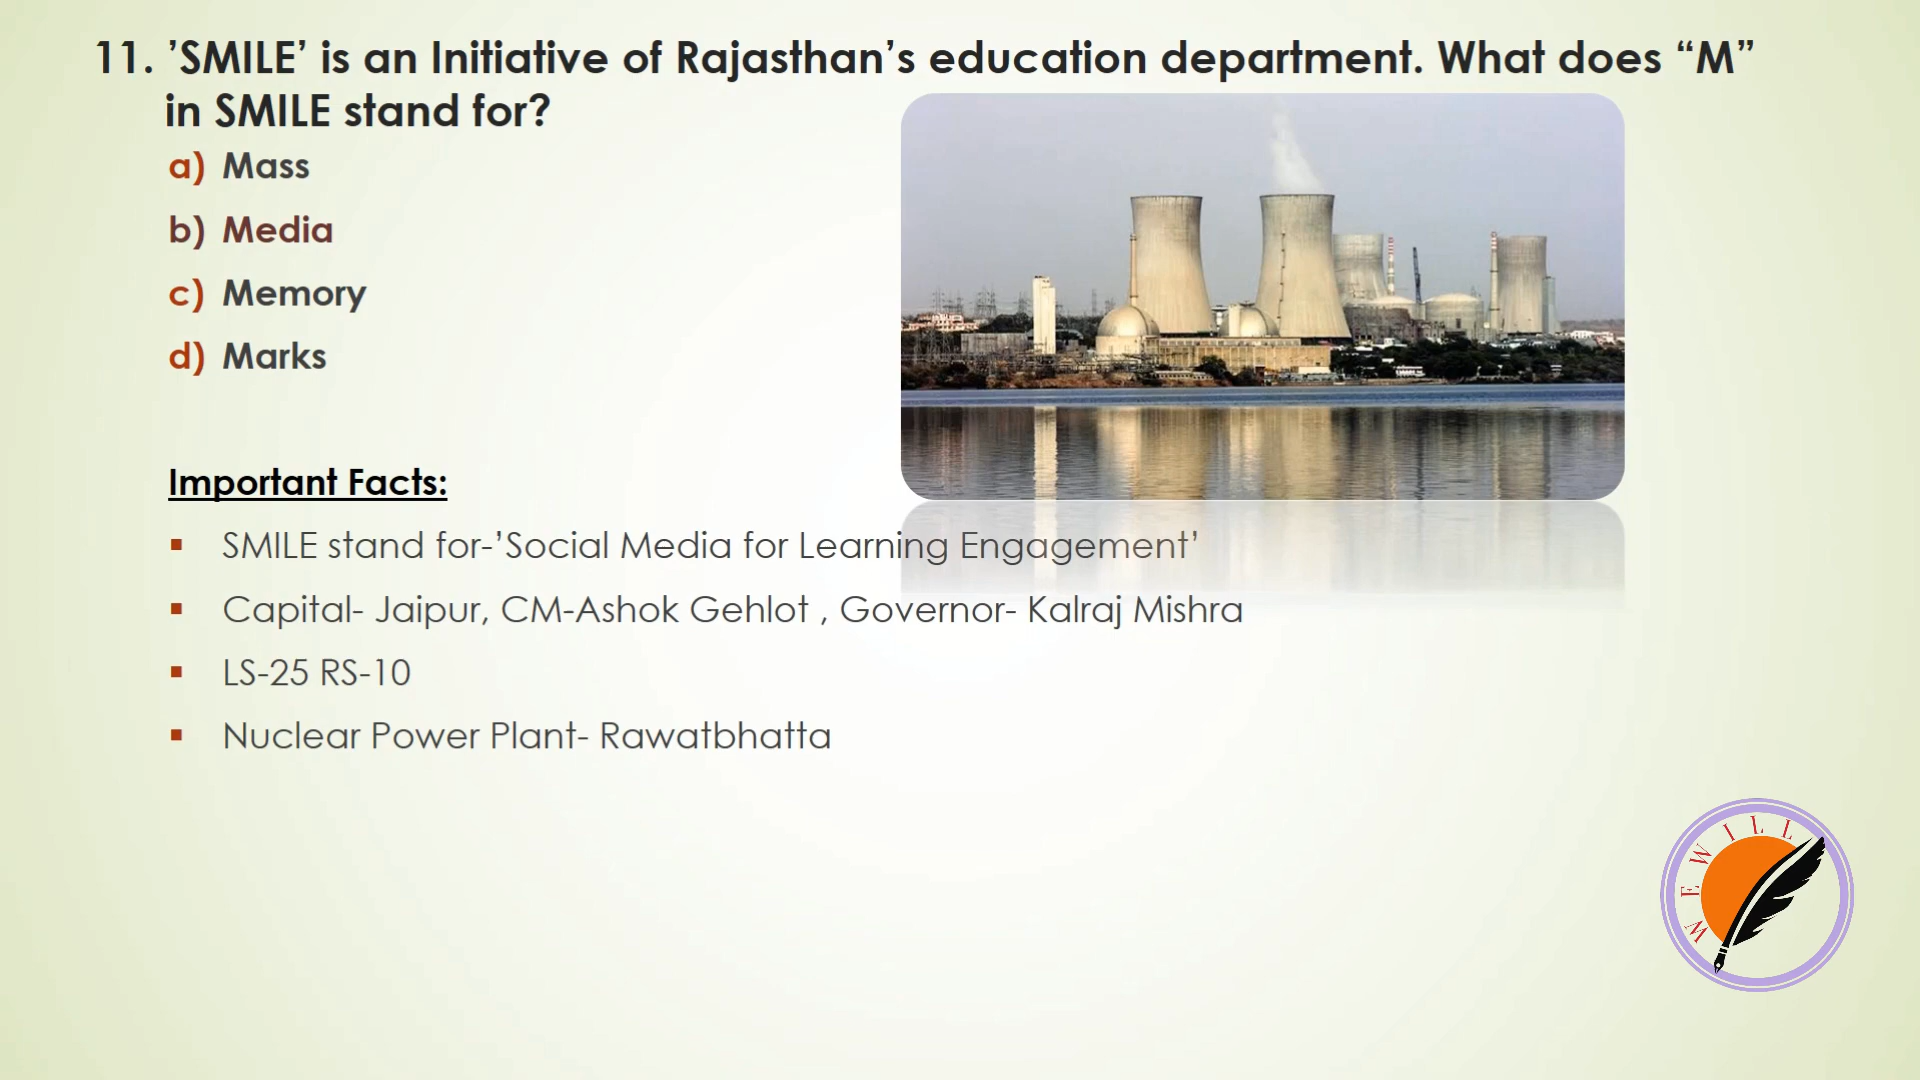 11. ’SMILE’ is an Initiative of Rajasthan’s education department. What does “M”
in SMILE stand for?
a) Mass
b) Media
c) Memory
d) Marks
Important Facts:
▪ SMILE stand for-’Social Media for Learning Engagement’
▪ Capital- Jaipur, CM-Ashok Gehlot , Governor- Kalraj Mishra
▪ LS-25 RS-10
▪ Nuclear Power Plant- Rawatbhatta
WE WILL